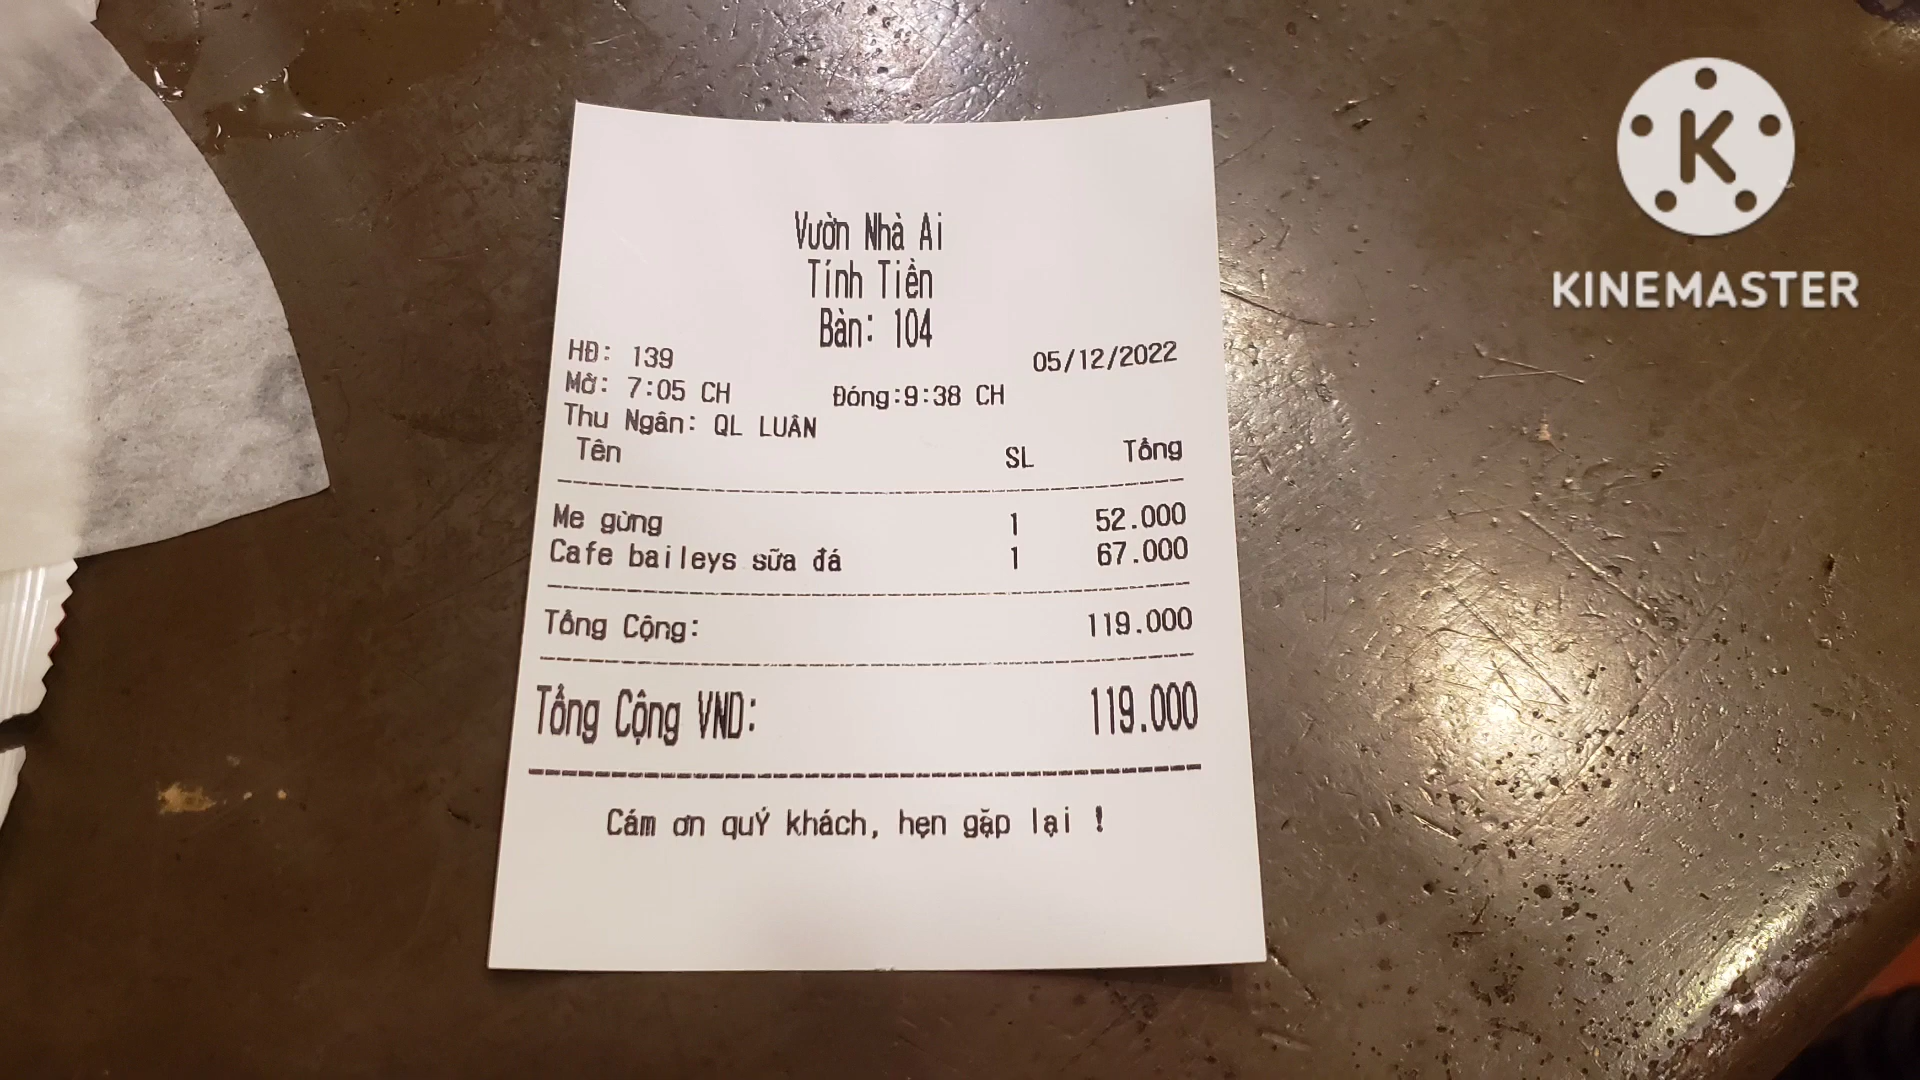 Vườn Nhà Ai
Tính Tiền
Bàn: 104
HĐ: 139 05/12/2022
Mở: 7:05 CH Đóng:9:38 CH
Thu Ngân: QL LUÂN
Tên SL Tổng
Me gừng 1 52.000
Cafe baileys sữa đá 1 67.000
Tổng Cộng: 119.000
Tổng Cộng VND: 119.000
Cám ơn quÝ khách, hẹn gặp lại !
K
KINEMASTER